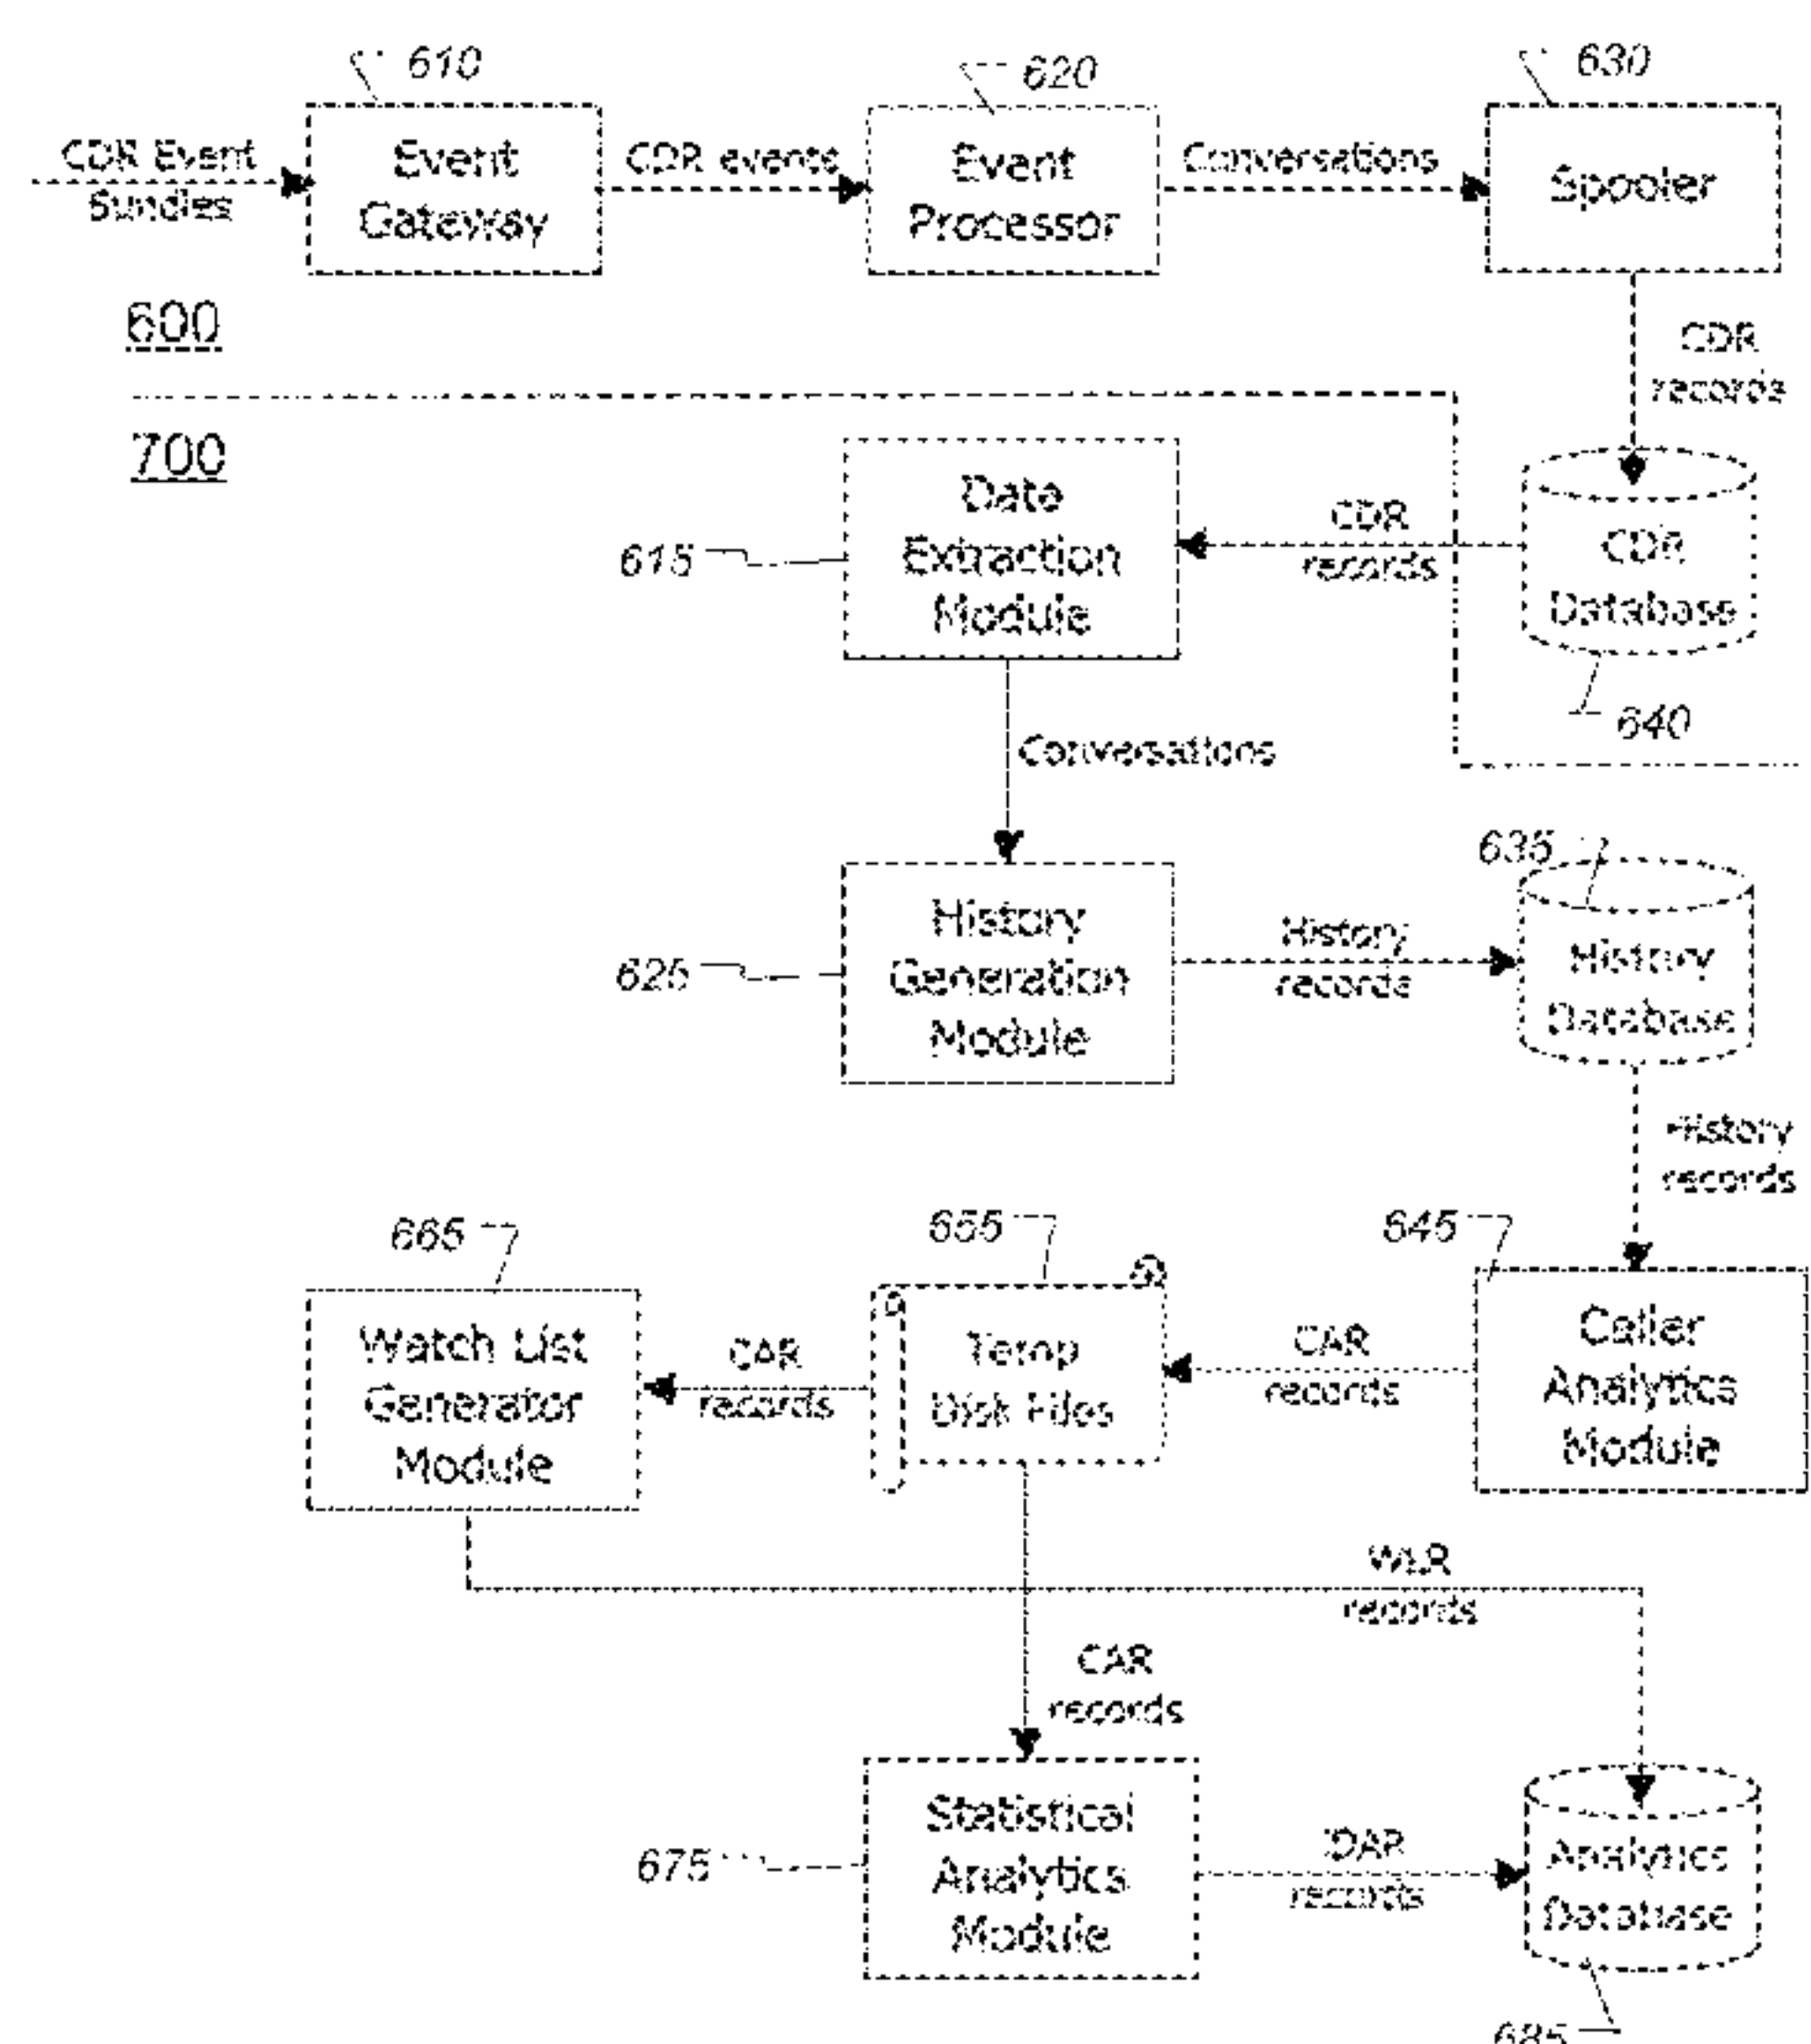 610
620
630
CDR Event
Bundles
Event
Gateway
CDR events
Event
Processor
Conversations
Spooler
600
CDR
records
700
Date
Extraction
Module
615
CDR
records
CDR
Database
640
Conversations
635
History
Generation
Module
625
History
records
History
Database
History
records
665
655
645
Watch List
Generator
Module
CAR
records
Temp
Disk Files
CAR
records
Caller
Analytics
Module
WLR
records
CAR
records
Statistical
Analytics
Module
675
DAR
records
Analytics
Database
685